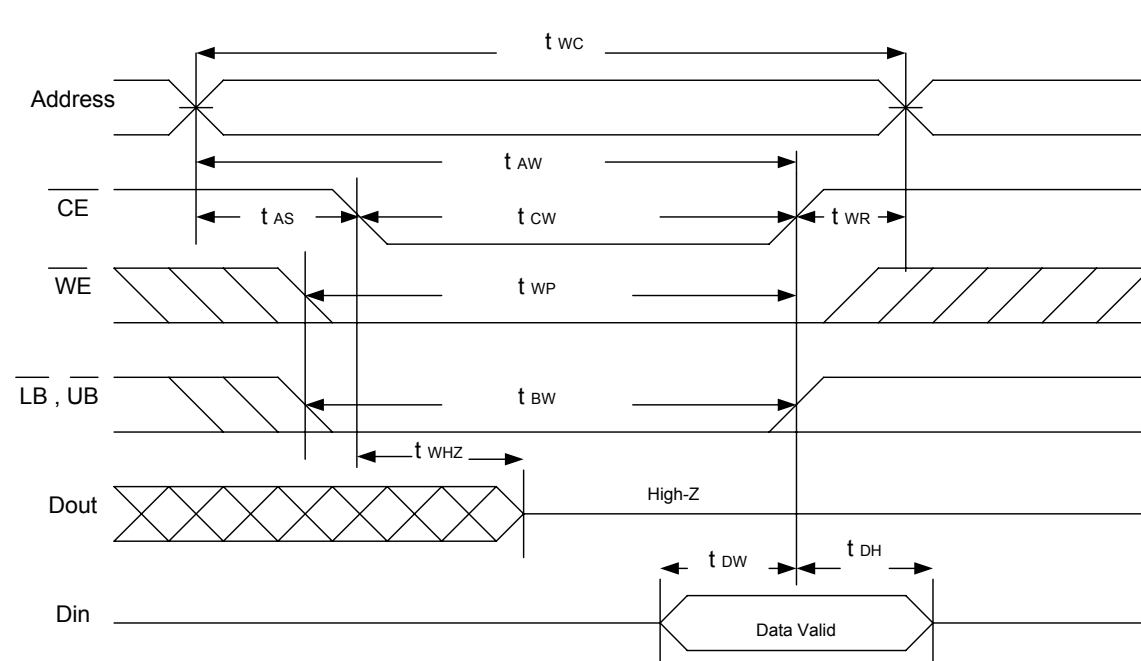 t WC
Address
t AW
CE
t AS
t CW
t WR
WE
t WP
LB , UB
t BW
t WHZ
Dout
High-Z
t DW
t DH
Din
Data Valid